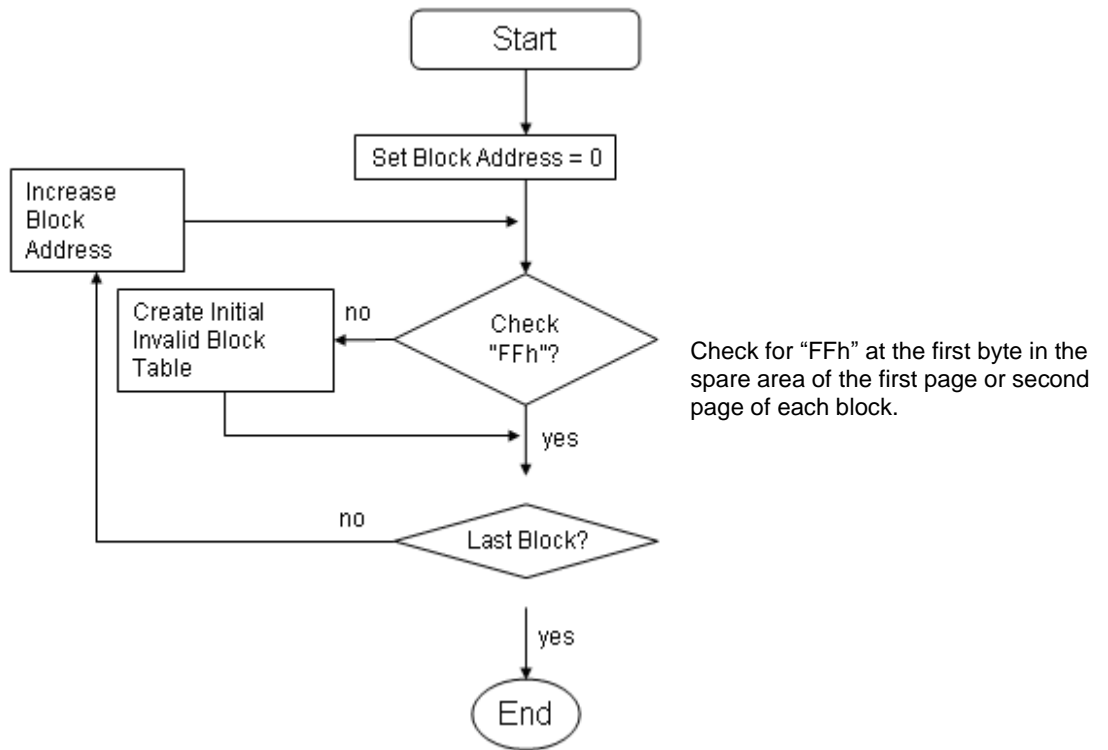 Start
Set Block Address = 0
Increase
Block
Address
Create Initial
Invalid Block
Table
no
Check
"FFh"?
Check for “FFh” at the first byte in the
spare area of the first page or second
page of each block.
yes
no
Last Block?
yes
End